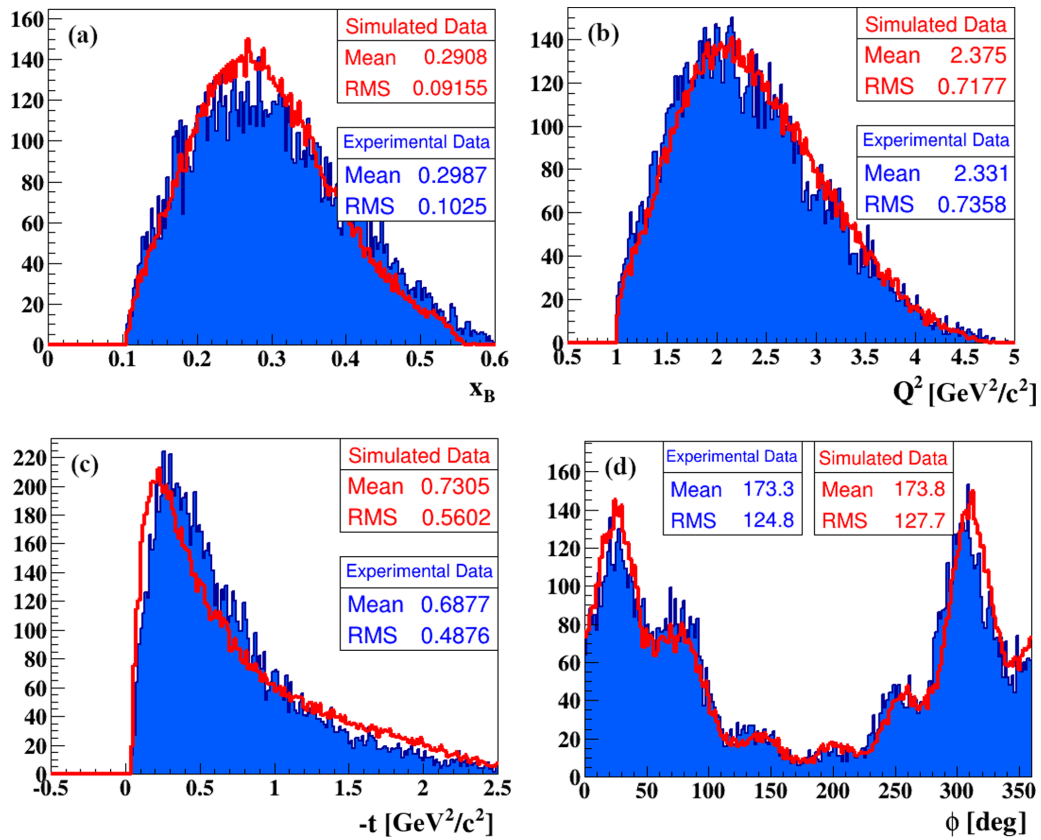 (a)
Simulated Data
Mean 0.2908
RMS 0.09155
Experimental Data
Mean 0.2987
RMS 0.1025
160
140
120
100
80
60
40
20
0
0 0.1 0.2 0.3 0.4 0.5 0.6
x_B
(b)
Simulated Data
Mean 2.375
RMS 0.7177
Experimental Data
Mean 2.331
RMS 0.7358
140
120
100
80
60
40
20
0
0.5 1 1.5 2 2.5 3 3.5 4 4.5 5
Q² [GeV²/c²]
(c)
Simulated Data
Mean 0.7305
RMS 0.5602
Experimental Data
Mean 0.6877
RMS 0.4876
220
200
180
160
140
120
100
80
60
40
20
0
-0.5 0 0.5 1 1.5 2 2.5
-t [GeV²/c²]
(d)
Experimental Data
Mean 173.3
RMS 124.8
Simulated Data
Mean 173.8
RMS 127.7
160
140
120
100
80
60
40
20
0
0 50 100 150 200 250 300 350
ϕ [deg]